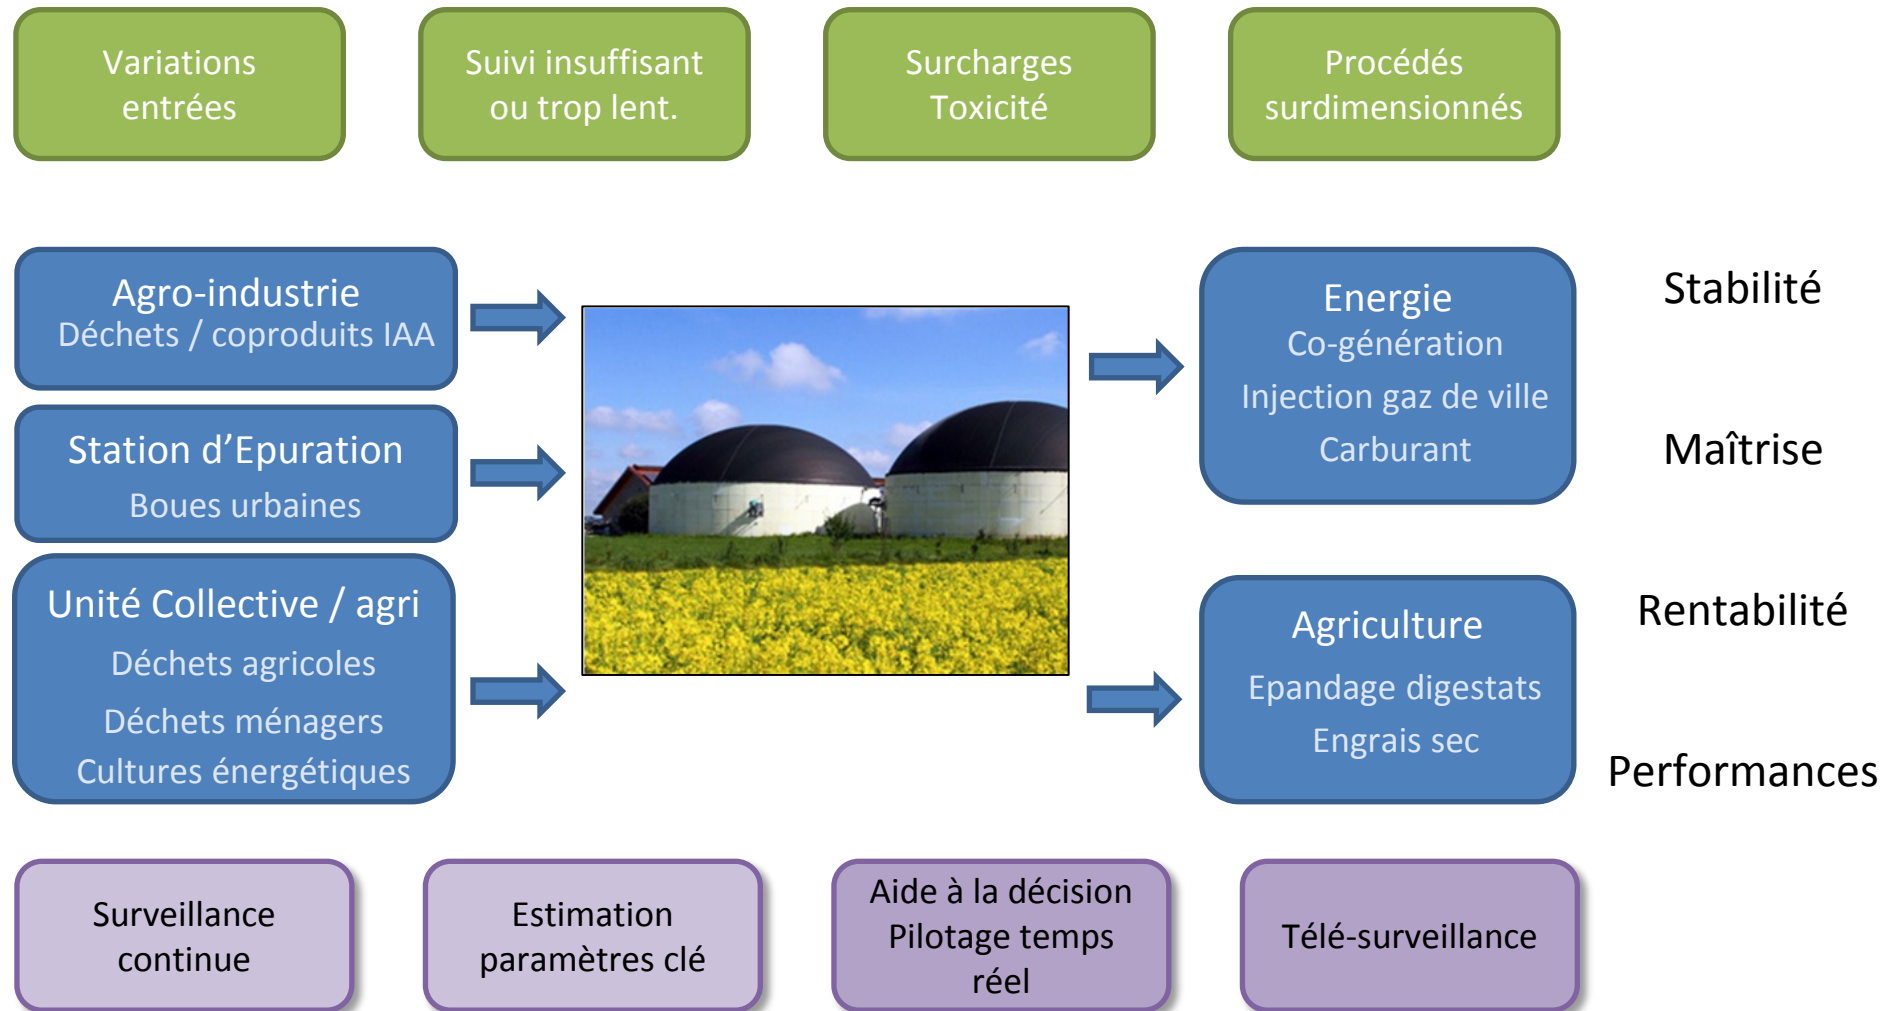 Variations
entrées
Suivi insuffisant
ou trop lent.
Surcharges
Toxicité
Procédés
surdimensionnés
Agro-industrie
Déchets / coproduits IAA
Station d’Epuration
Boues urbaines
Unité Collective / agri
Déchets agricoles
Déchets ménagers
Cultures énergétiques
Energie
Co-génération
Injection gaz de ville
Carburant
Agriculture
Epandage digestats
Engrais sec
Stabilité
Maîtrise
Rentabilité
Performances
Surveillance
continue
Estimation
paramètres clé
Aide à la décision
Pilotage temps
réel
Télé-surveillance